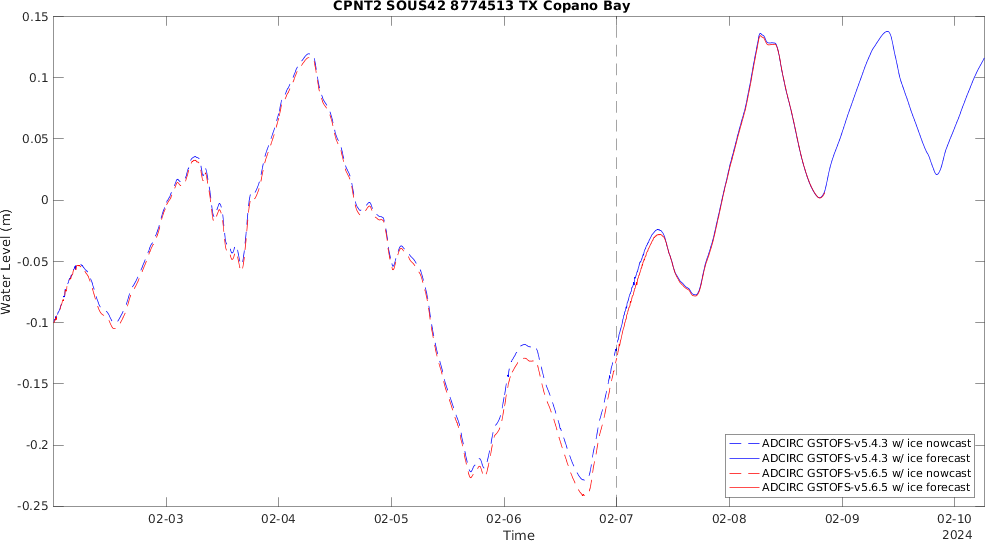 CPNT2 SOUS42 8774513 TX Copano Bay
Water Level (m)
0.15
0.1
0.05
0
-0.05
-0.1
-0.15
-0.2
-0.25
02-03
02-04
02-05
02-06
02-07
02-08
02-09
02-10
2024
Time
ADCIRC GSTOFS-v5.4.3 w/ ice nowcast
ADCIRC GSTOFS-v5.4.3 w/ ice forecast
ADCIRC GSTOFS-v5.6.5 w/ ice nowcast
ADCIRC GSTOFS-v5.6.5 w/ ice forecast